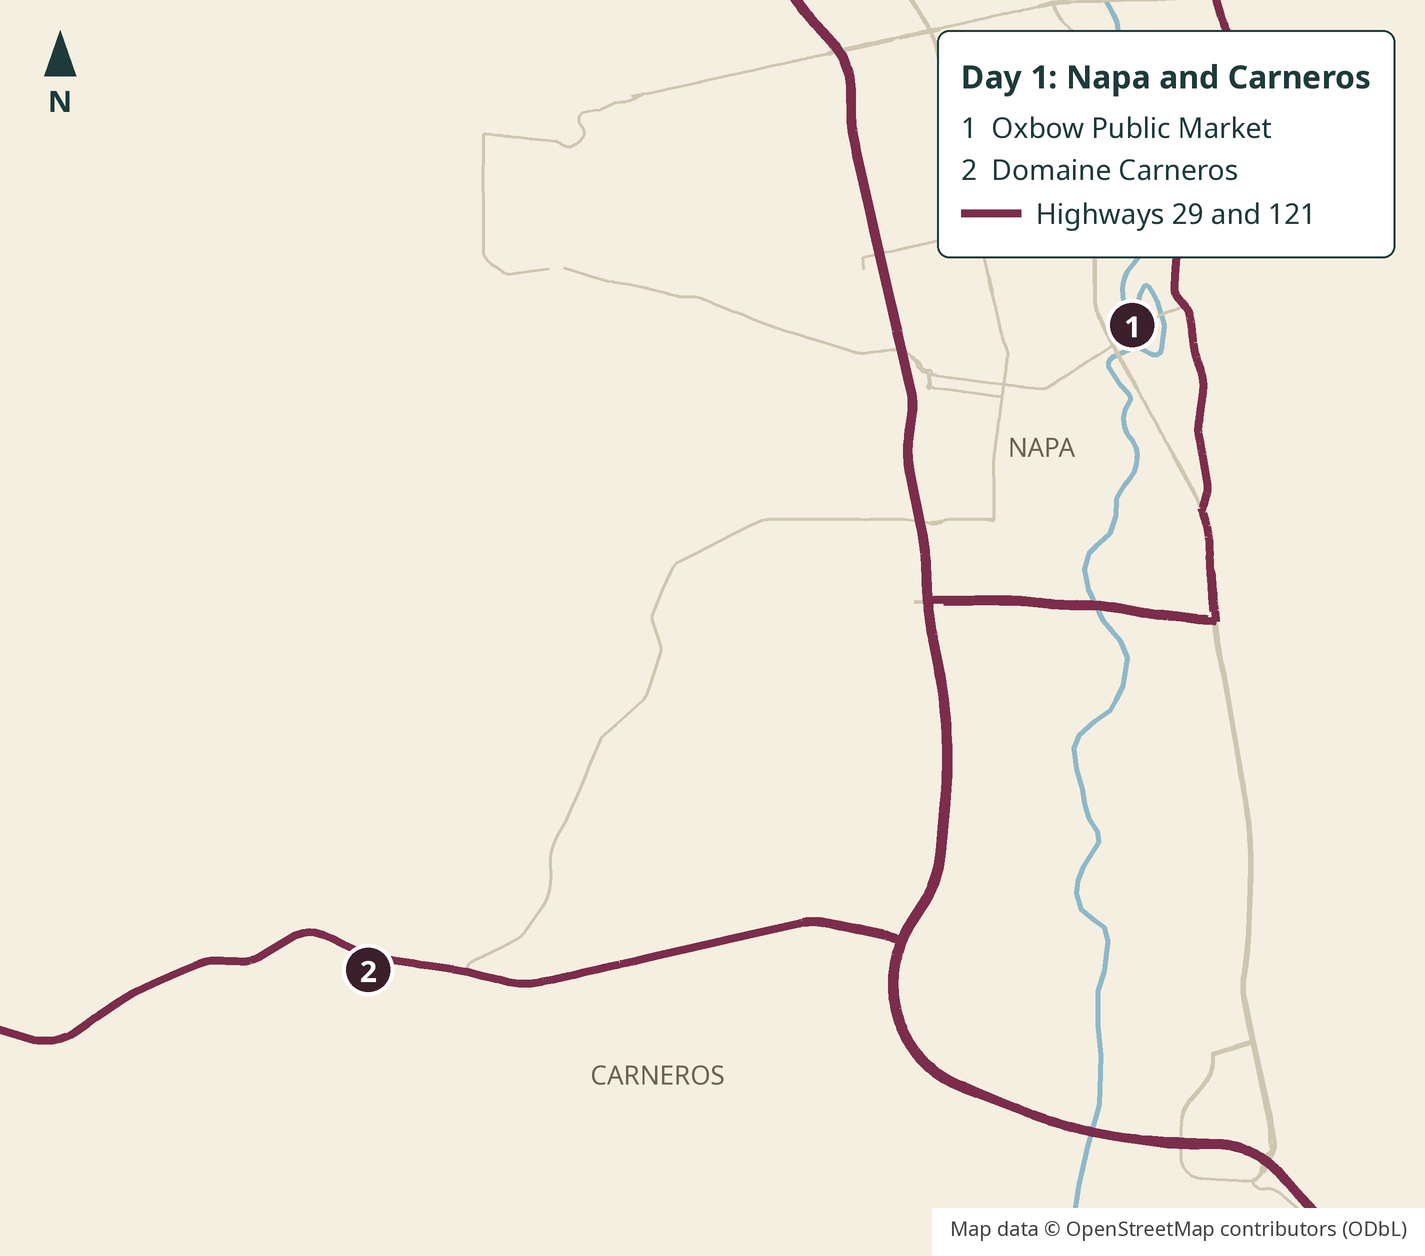 N
Day 1: Napa and Carneros
1 Oxbow Public Market
2 Domaine Carneros
Highways 29 and 121
1
NAPA
2
CARNEROS
Map data © OpenStreetMap contributors (ODbL)